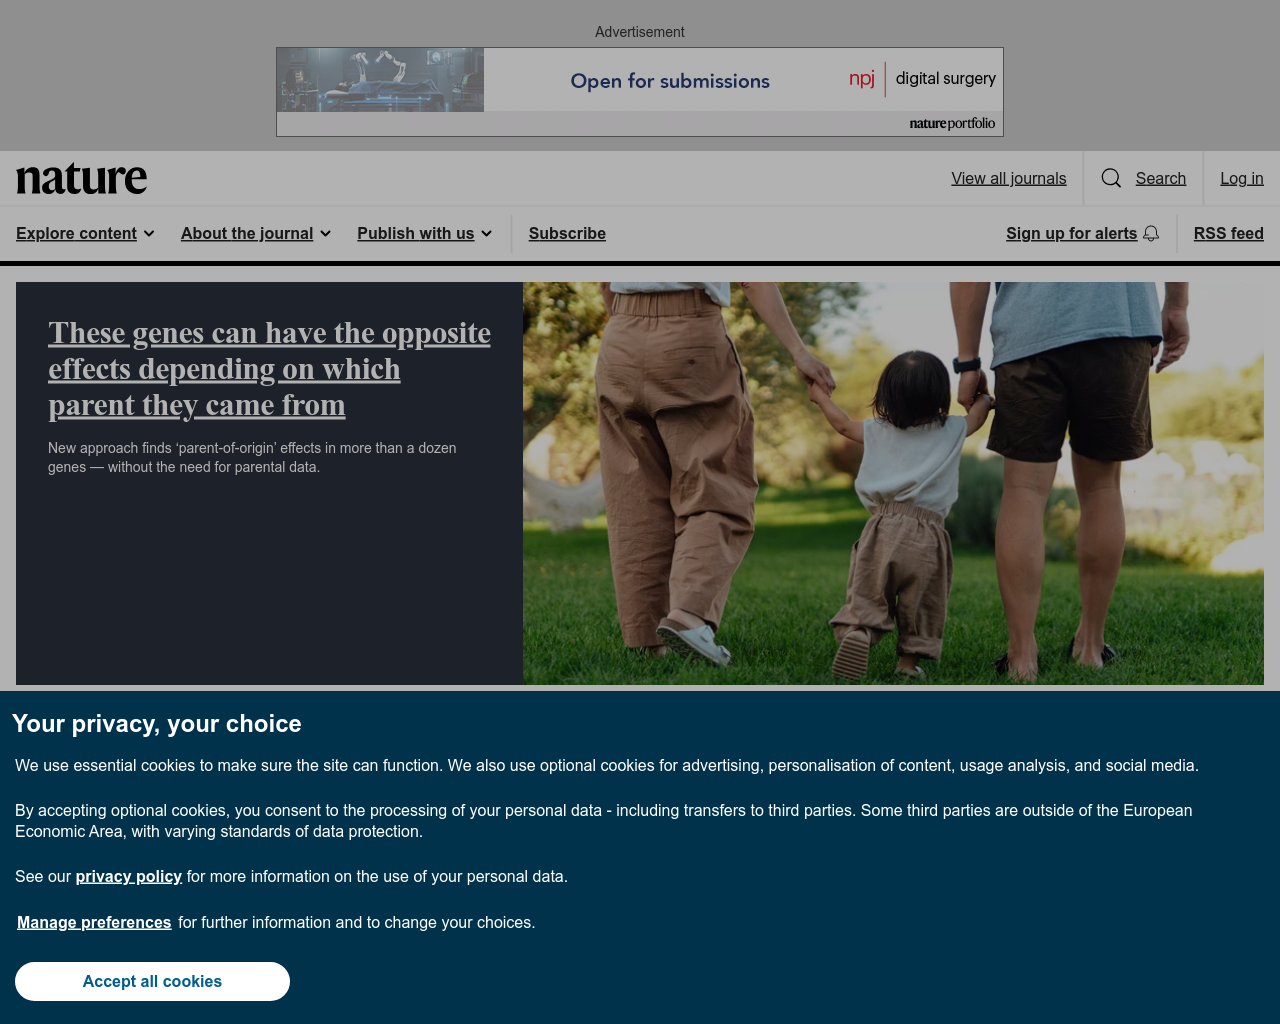 Advertisement
Open for submissions
npj
digital surgery
natureportfolio
nature
View all journals
Search
Log in
Explore content
About the journal
Publish with us
Subscribe
Sign up for alerts
RSS feed
These genes can have the opposite
effects depending on which
parent they came from
New approach finds ‘parent-of-origin’ effects in more than a dozen
genes — without the need for parental data.
Your privacy, your choice
We use essential cookies to make sure the site can function. We also use optional cookies for advertising, personalisation of content, usage analysis, and social media.
By accepting optional cookies, you consent to the processing of your personal data - including transfers to third parties. Some third parties are outside of the European
Economic Area, with varying standards of data protection.
See our privacy policy for more information on the use of your personal data.
Manage preferences for further information and to change your choices.
Accept all cookies